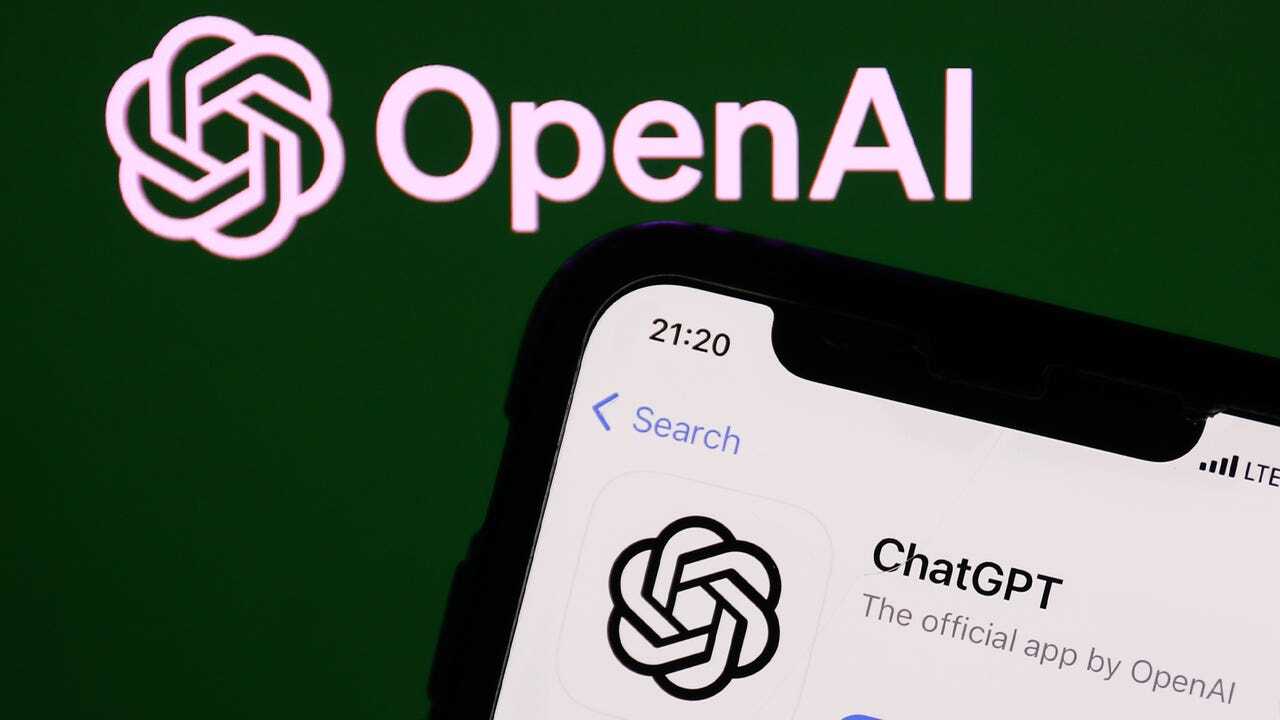 OpenAI
21:20
Search
LTE
ChatGPT
The official app by OpenAI